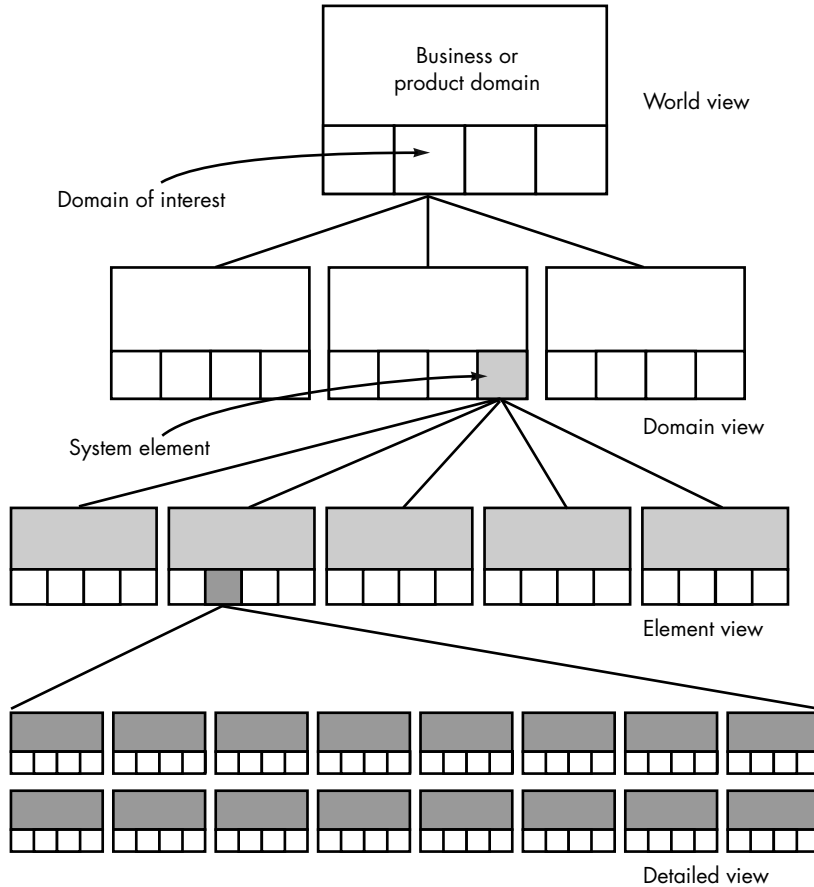 Business or
product domain
World view
Domain of interest
Domain view
System element
Element view
Detailed view